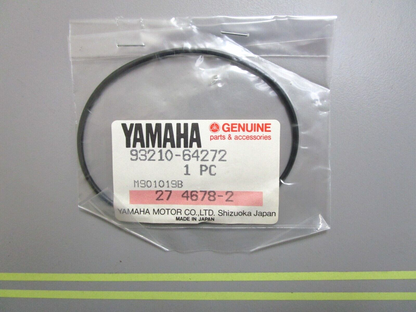 YAMAHA GENUINE
parts & accessories
93210-64272
1 PC
M901019B
27 4678-2
YAMAHA MOTOR CO.,LTD. Shizuoka Japan
MADE IN JAPAN